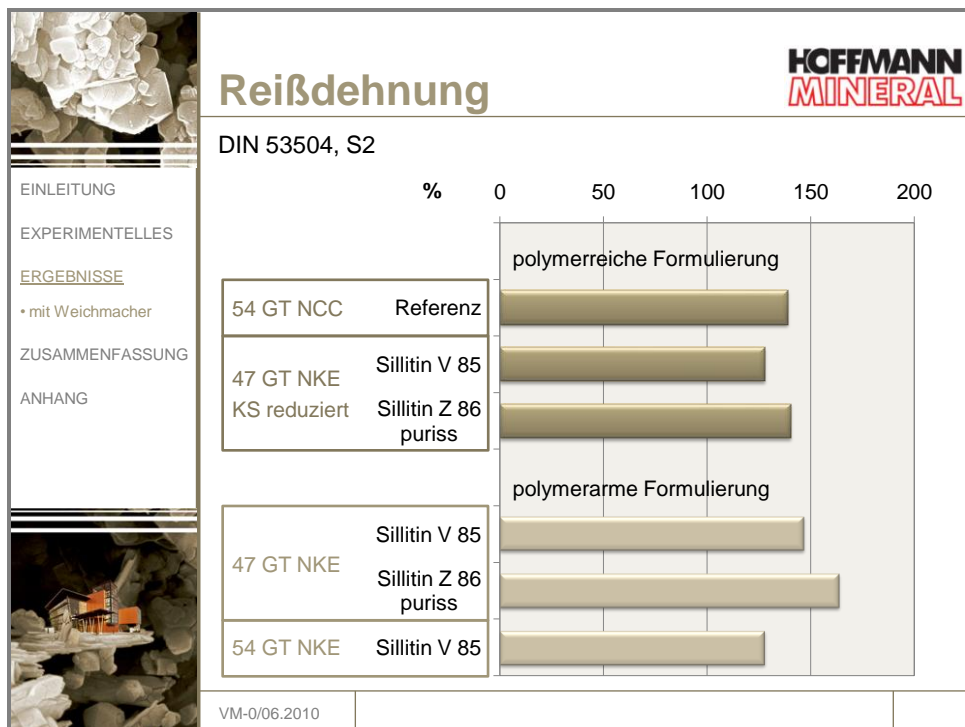 HOFFMANN
MINERAL
Reißdehnung
DIN 53504, S2
EINLEITUNG
EXPERIMENTELLES
ERGEBNISSE
• mit Weichmacher
ZUSAMMENFASSUNG
ANHANG
% 0 50 100 150 200
polymerreiche Formulierung
54 GT NCC Referenz
47 GT NKE
KS reduziert
Sillitin V 85
Sillitin Z 86
puriss
polymerarme Formulierung
47 GT NKE
Sillitin V 85
Sillitin Z 86
puriss
54 GT NKE Sillitin V 85
VM-0/06.2010